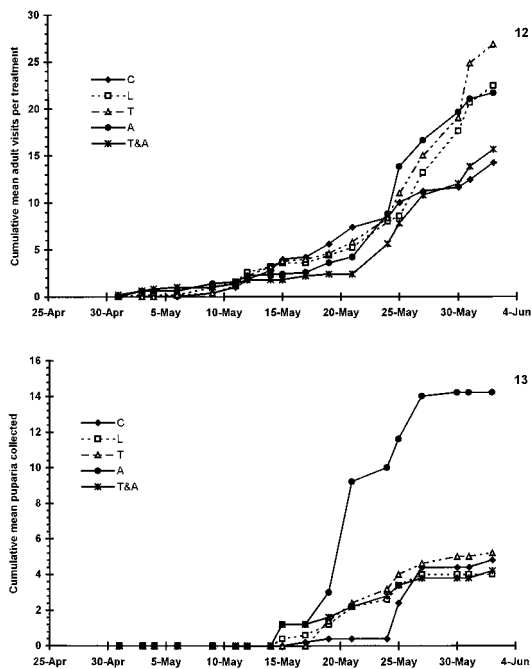 12
Cumulative mean adult visits per treatment
30
25
20
15
10
5
0
C
L
T
A
T&A
25-Apr 30-Apr 5-May 10-May 15-May 20-May 25-May 30-May 4-Jun
13
Cumulative mean puparia collected
16
14
12
10
8
6
4
2
0
C
L
T
A
T&A
25-Apr 30-Apr 5-May 10-May 15-May 20-May 25-May 30-May 4-Jun